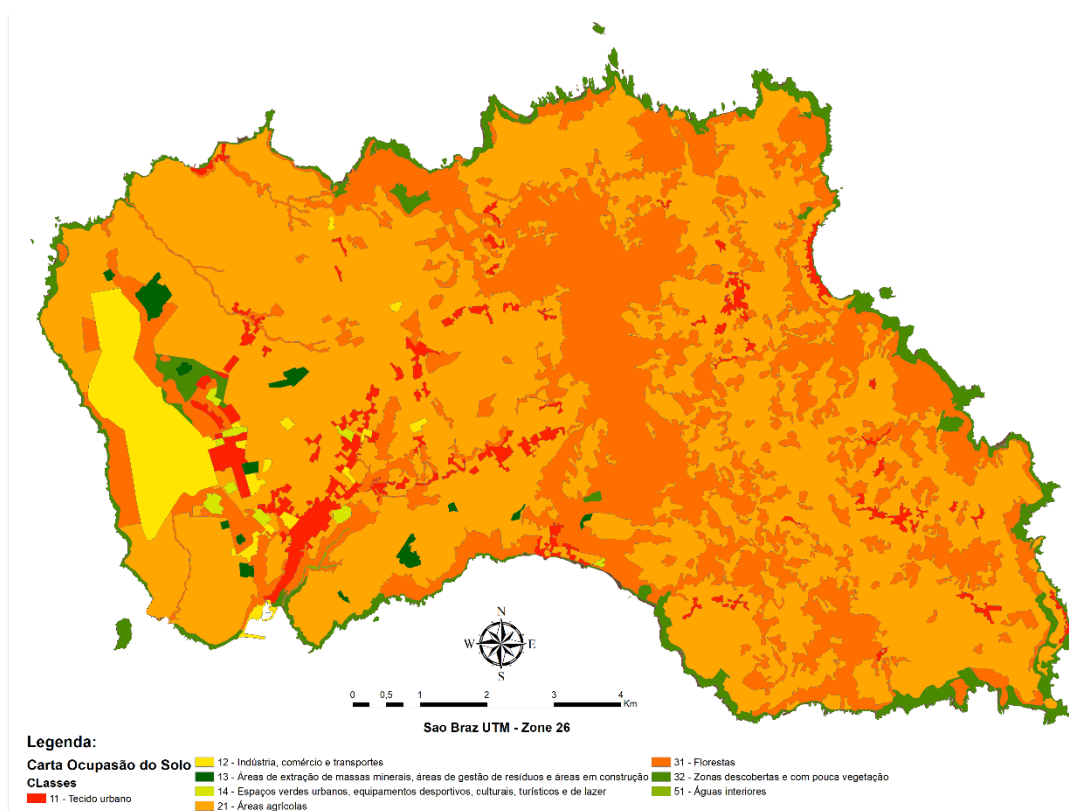 N
W E
S
0 0,5 1 2 3 4
Km
Sao Braz UTM - Zone 26
Legenda:
Carta Ocupasão do Solo
CLasses
11 - Tecido urbano
12 - Indústria, comércio e transportes
13 - Áreas de extração de massas minerais, áreas de gestão de resíduos e áreas em construção
14 - Espaços verdes urbanos, equipamentos desportivos, culturais, turísticos e de lazer
21 - Áreas agrícolas
31 - Florestas
32 - Zonas descobertas e com pouca vegetação
51 - Águas interiores